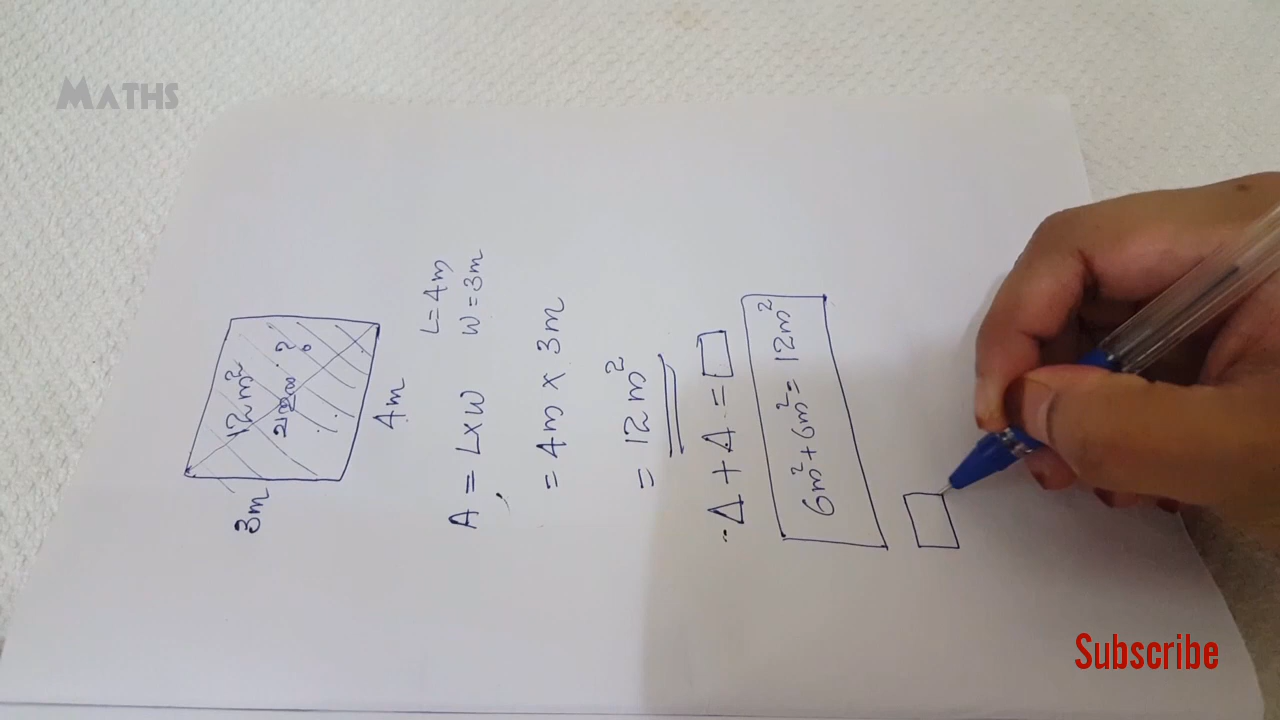 MATHS
3m
12m²
?
4m
L=4m
W=3m
A = L×W
= 4m × 3m
= 12m²
Δ + Δ = □
6m²+6m² = 12m²
□
Subscribe